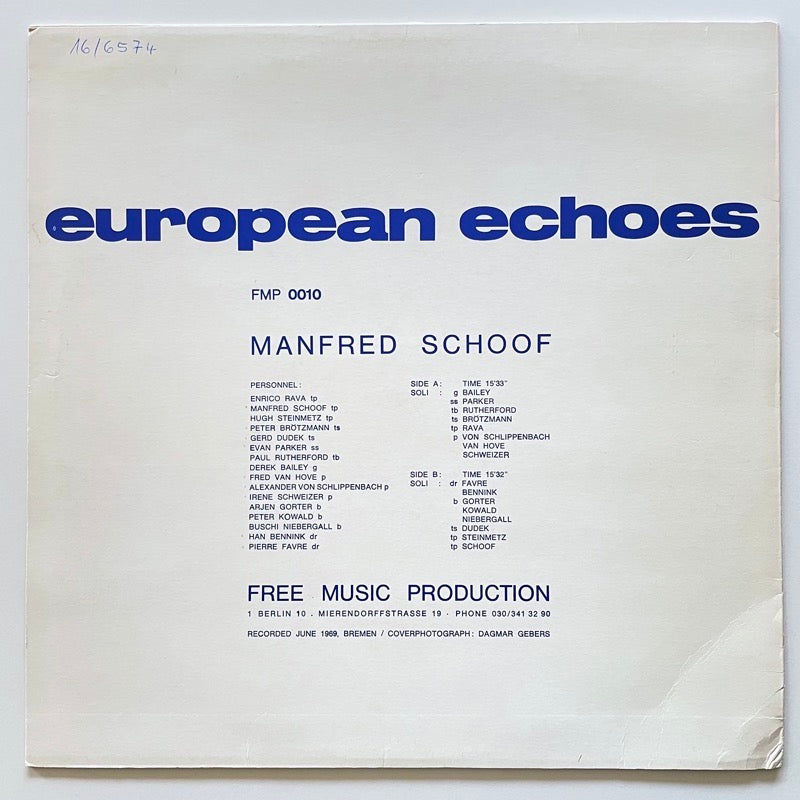 16/6574
european echoes
FMP 0010
MANFRED SCHOOF
PERSONNEL:
ENRICO RAVA tp
MANFRED SCHOOF tp
HUGH STEINMETZ tp
PETER BRÖTZMANN ts
GERD DUDEK ts
EVAN PARKER ss
PAUL RUTHERFORD tb
DEREK BAILEY g
FRED VAN HOVE p
ALEXANDER VON SCHLIPPENBACH p
IRENE SCHWEIZER p
ARJEN GORTER b
PETER KOWALD b
BUSCHI NIEBERGALL b
HAN BENNINK dr
PIERRE FAVRE dr
SIDE A: TIME 15'33"
SOLI : g BAILEY
ss PARKER
tb RUTHERFORD
ts BRÖTZMANN
tp RAVA
p VON SCHLIPPENBACH
VAN HOVE
SCHWEIZER
SIDE B: TIME 15'32"
SOLI : dr FAVRE
BENNINK
b GORTER
KOWALD
NIEBERGALL
ts DUDEK
tp STEINMETZ
tp SCHOOF
FREE MUSIC PRODUCTION
1 BERLIN 10 . MIERENDORFFSTRASSE 19 · PHONE 030/341 32 90
RECORDED JUNE 1969, BREMEN / COVERPHOTOGRAPH: DAGMAR GEBERS